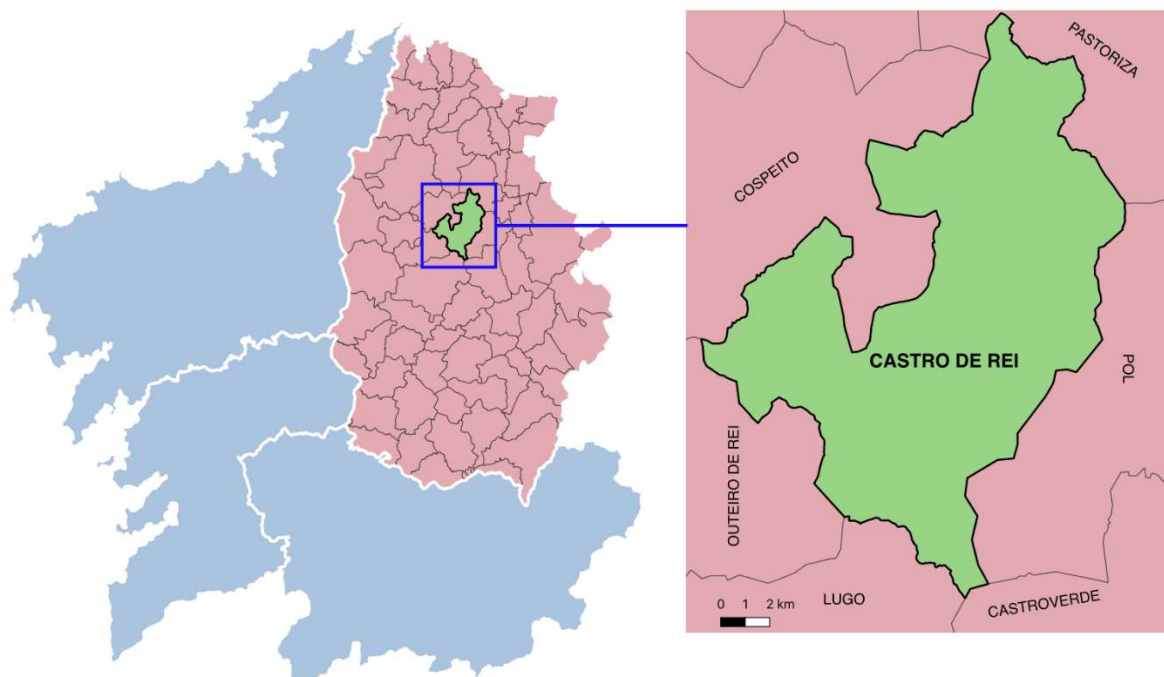 PASTORIZA
COSPEITO
CASTRO DE REI
POL
OUTEIRO DE REI
LUGO
CASTROVERDE
0 1 2 km